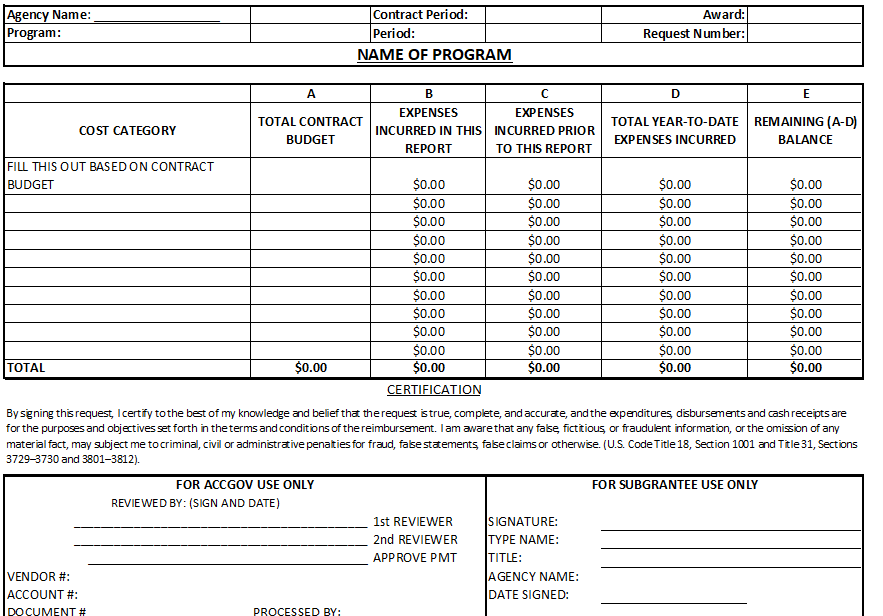 Agency Name: ____________________ Contract Period: Award:
Program: Period: Request Number:
NAME OF PROGRAM
A B C D E
COST CATEGORY TOTAL CONTRACT BUDGET EXPENSES INCURRED IN THIS REPORT EXPENSES INCURRED PRIOR TO THIS REPORT TOTAL YEAR-TO-DATE EXPENSES INCURRED REMAINING (A-D) BALANCE
FILL THIS OUT BASED ON CONTRACT
BUDGET $0.00 $0.00 $0.00 $0.00
$0.00 $0.00 $0.00 $0.00
$0.00 $0.00 $0.00 $0.00
$0.00 $0.00 $0.00 $0.00
$0.00 $0.00 $0.00 $0.00
$0.00 $0.00 $0.00 $0.00
$0.00 $0.00 $0.00 $0.00
$0.00 $0.00 $0.00 $0.00
$0.00 $0.00 $0.00 $0.00
$0.00 $0.00 $0.00 $0.00
TOTAL $0.00 $0.00 $0.00 $0.00 $0.00
CERTIFICATION
By signing this request, I certify to the best of my knowledge and belief that the request is true, complete, and accurate, and the expenditures, disbursements and cash receipts are
for the purposes and objectives set forth in the terms and conditions of the reimbursement. I am aware that any false, fictitious, or fraudulent information, or the omission of any
material fact, may subject me to criminal, civil or administrative penalties for fraud, false statements, false claims or otherwise. (U.S. Code Title 18, Section 1001 and Title 31, Sections
3729–3730 and 3801–3812).
FOR ACCGOV USE ONLY
REVIEWED BY: (SIGN AND DATE)
1st REVIEWER
2nd REVIEWER
APPROVE PMT
VENDOR #:
ACCOUNT #:
DOCUMENT # PROCESSED BY:
FOR SUBGRANTEE USE ONLY
SIGNATURE:
TYPE NAME:
TITLE:
AGENCY NAME:
DATE SIGNED: